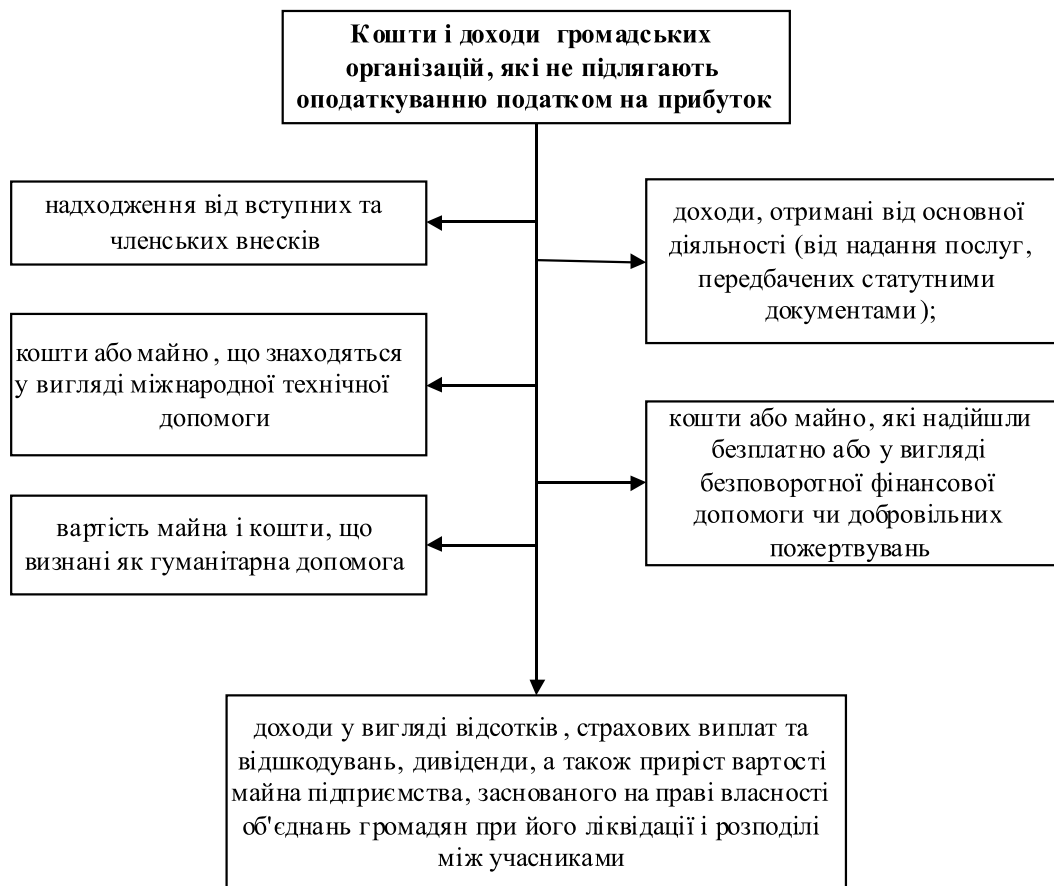 Кошти і доходи громадських
організацій, які не підлягають
оподаткуванню податком на прибуток
надходження від вступних та
членських внесків
доходи, отримані від основної
діяльності (від надання послуг,
передбачених статутними
документами);
кошти або майно, що знаходяться
у вигляді міжнародної технічної
допомоги
кошти або майно, які надійшли
безплатно або у вигляді
безповоротної фінансової
допомоги чи добровільних
пожертвувань
вартість майна і кошти, що
визнані як гуманітарна допомога
доходи у вигляді відсотків, страхових виплат та
відшкодувань, дивіденди, а також приріст вартості
майна підприємства, заснованого на праві власності
об'єднань громадян при його ліквідації і розподілі
між учасниками